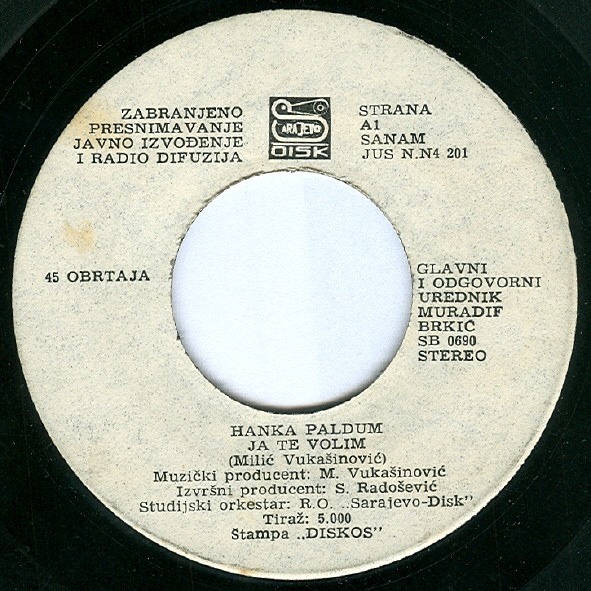 ZABRANJENO
PRESNIMAVANJE
JAVNO IZVOĐENJE
I RADIO DIFUZIJA
SARAJEVO
DISK
STRANA
A1
SANAM
JUS N.N4 201
45 OBRTAJA
GLAVNI
I ODGOVORNI
UREDNIK
MURADIF
BRKIĆ
SB 0690
STEREO
HANKA PALDUM
JA TE VOLIM
(Milić Vukašinović)
Muzički producent: M. Vukašinović
Izvršni producent: S. Radošević
Studijski orkestar: R.O. „Sarajevo-Disk"
Tiraž: 5.000
Štampa „DISKOS"